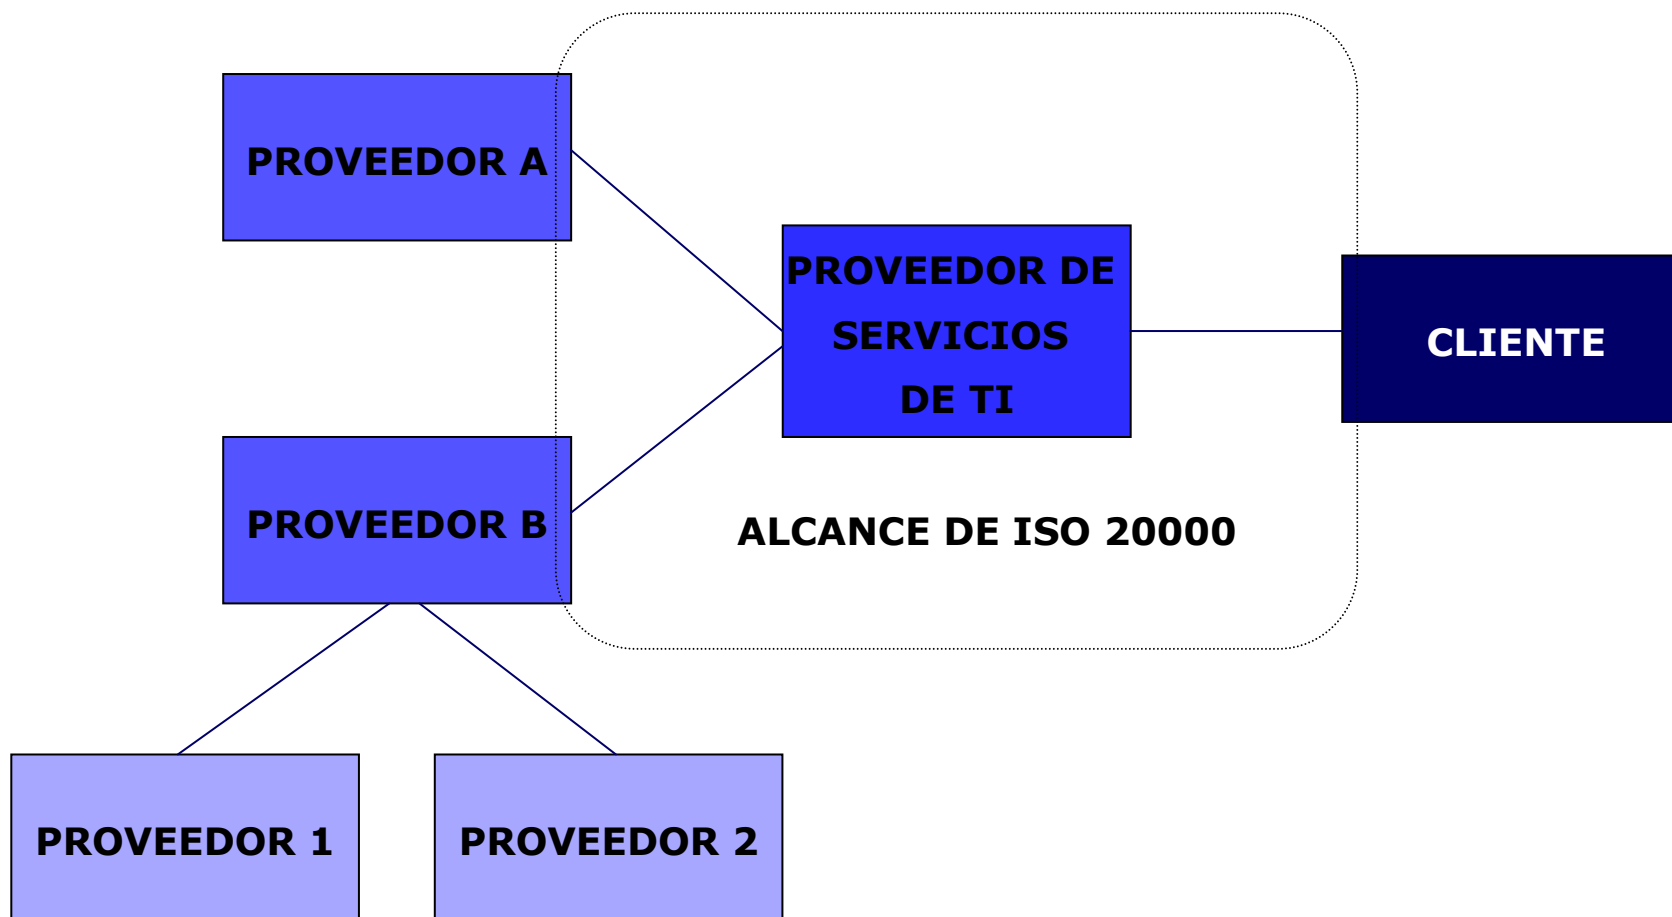 PROVEEDOR A
PROVEEDOR DE
SERVICIOS
DE TI
CLIENTE
PROVEEDOR B
ALCANCE DE ISO 20000
PROVEEDOR 1
PROVEEDOR 2